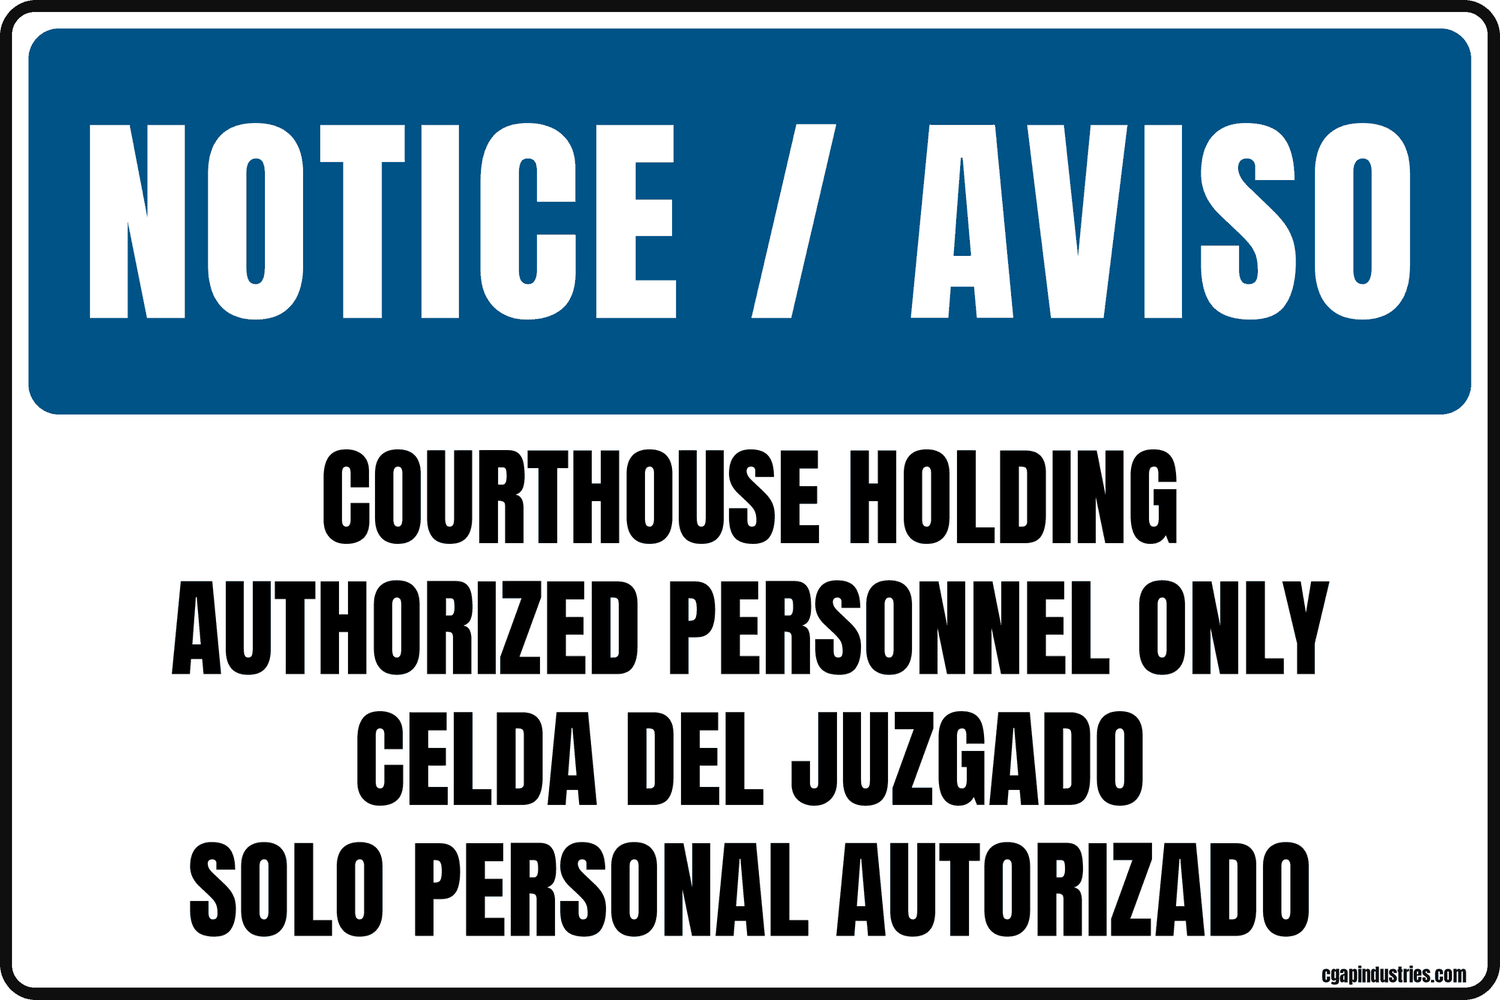 NOTICE / AVISO
COURTHOUSE HOLDING
AUTHORIZED PERSONNEL ONLY
CELDA DEL JUZGADO
SOLO PERSONAL AUTORIZADO
cgapindustries.com